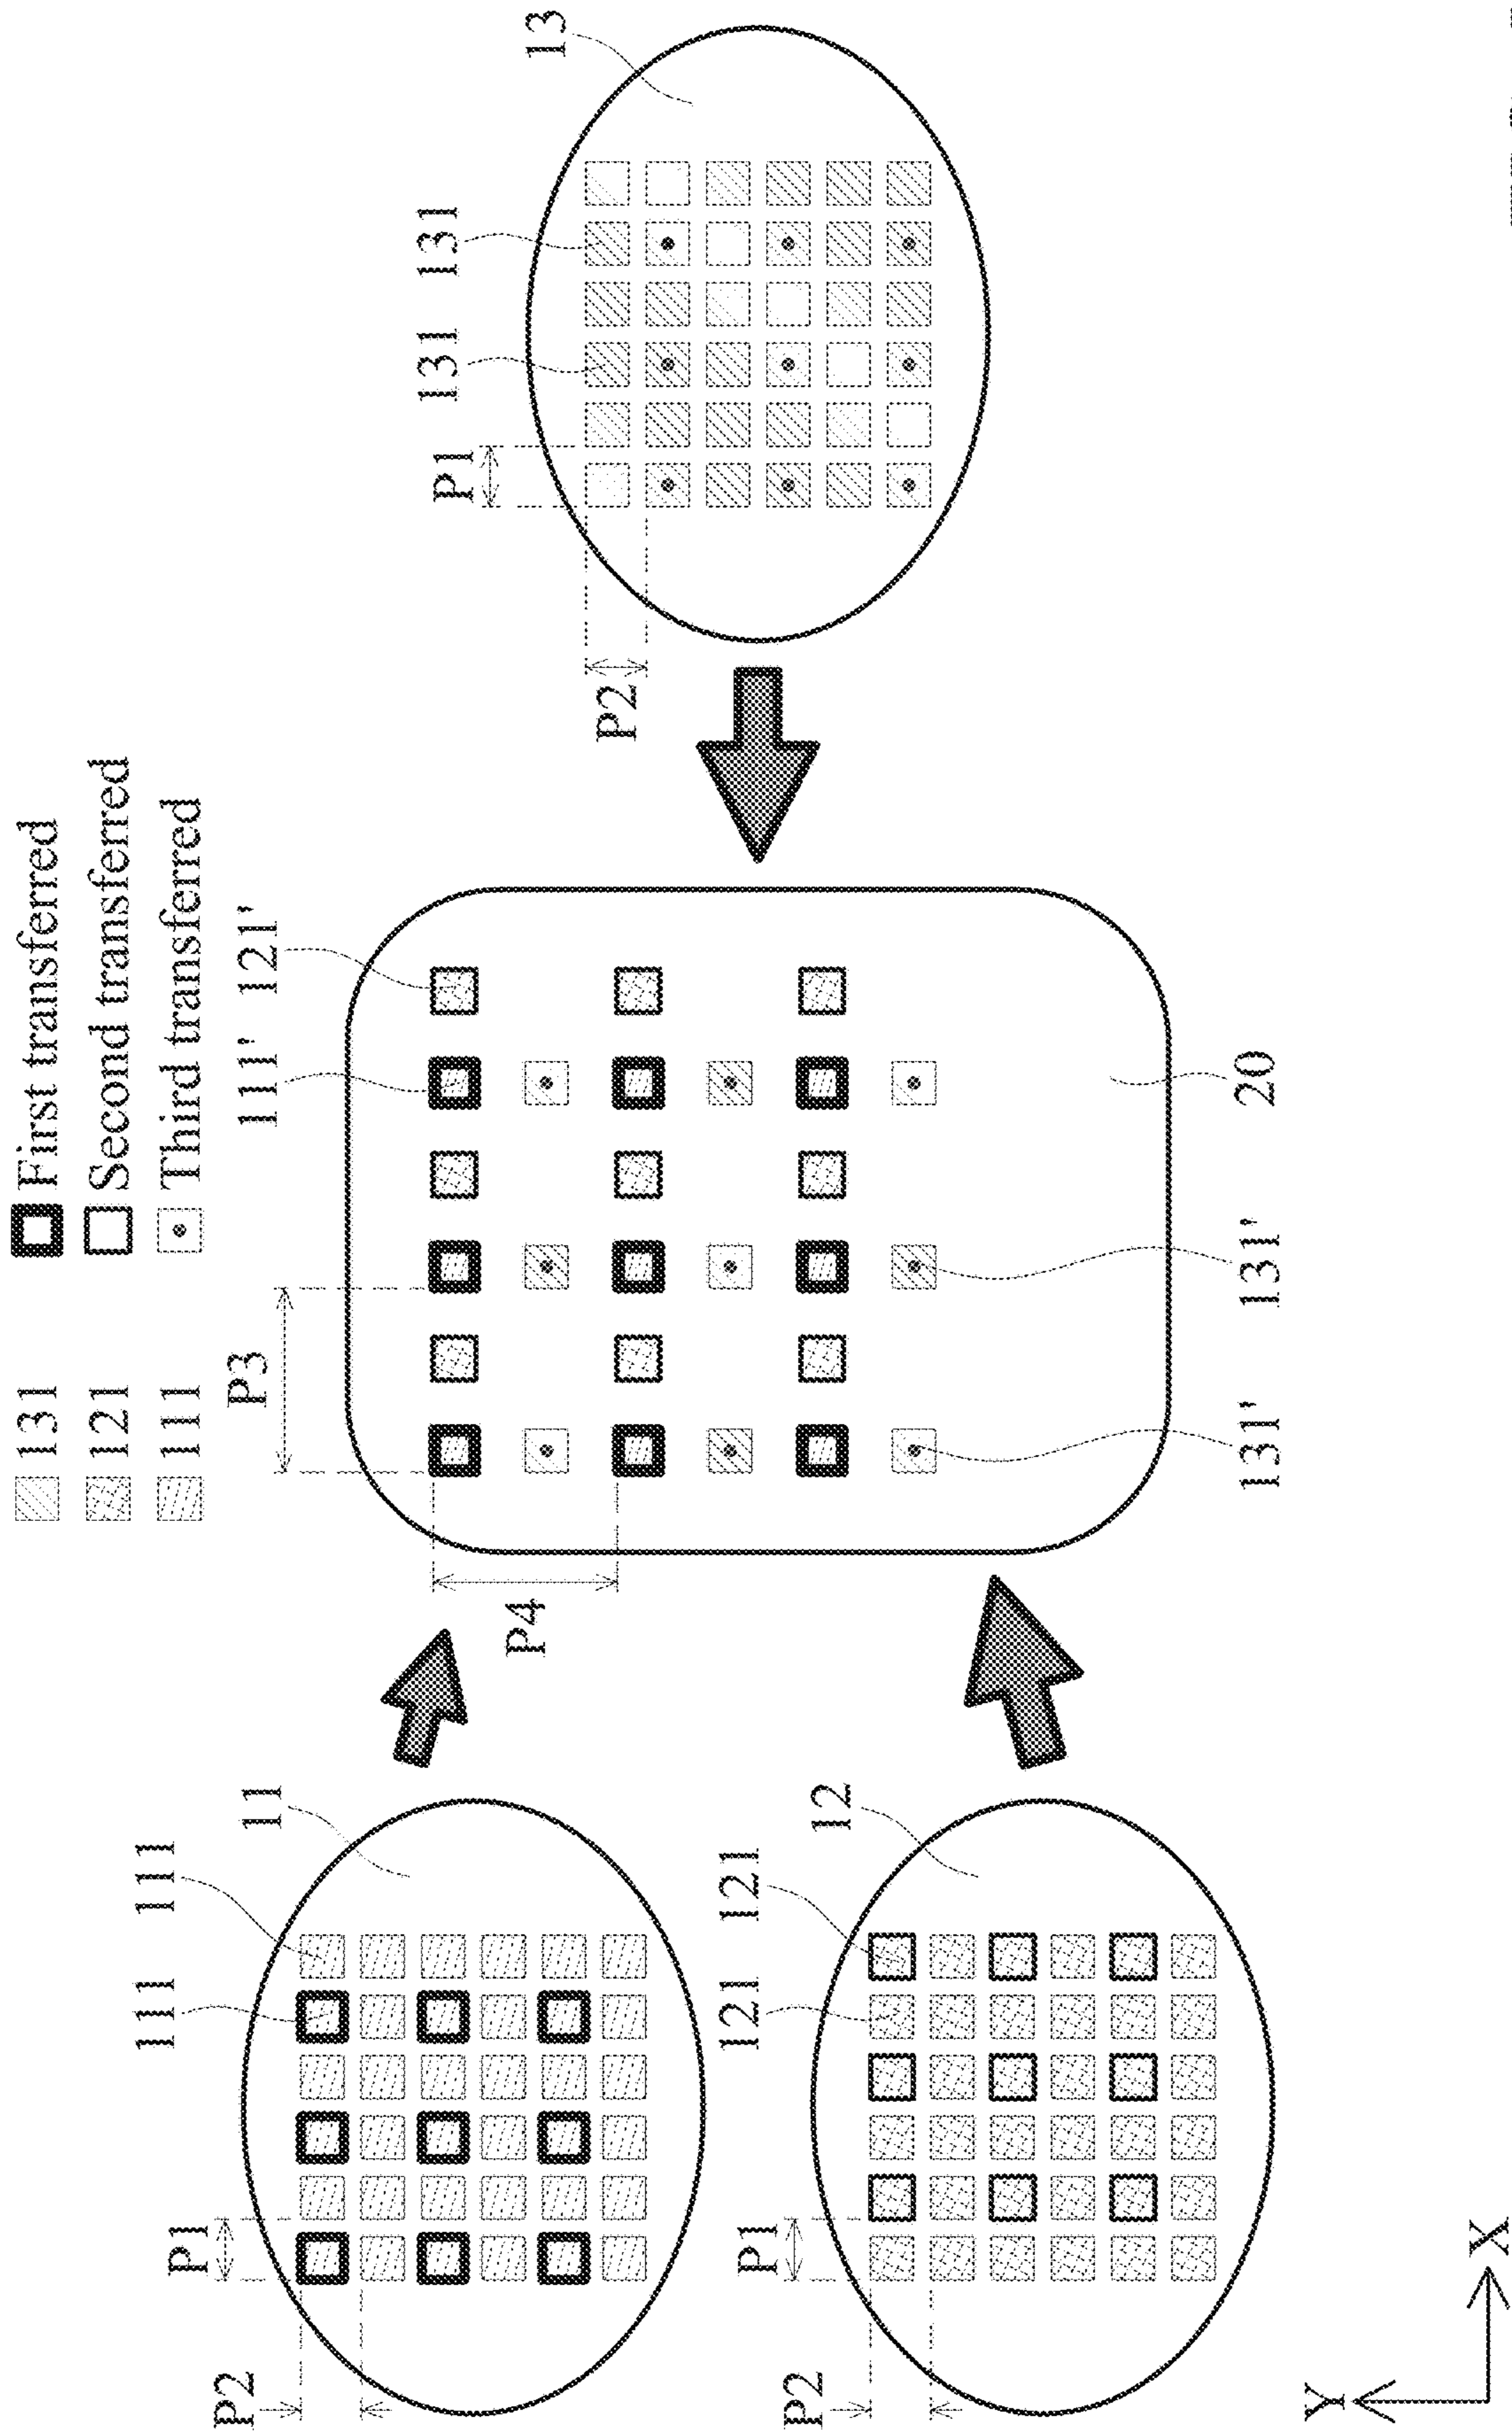 131
121
111
First transferred
Second transferred
Third transferred
111
111
11
P1
P2
121
121
12
P1
P2
P3
P4
111'
121'
131'
131'
20
131
131
13
P1
P2
Y
X